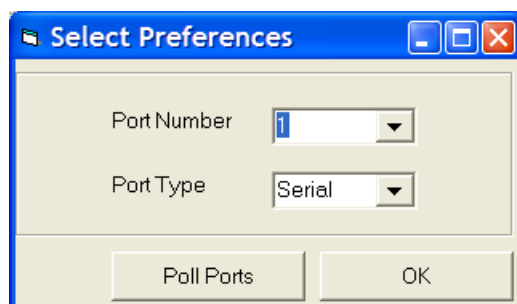 Select Preferences
Port Number 1
Port Type Serial
Poll Ports OK